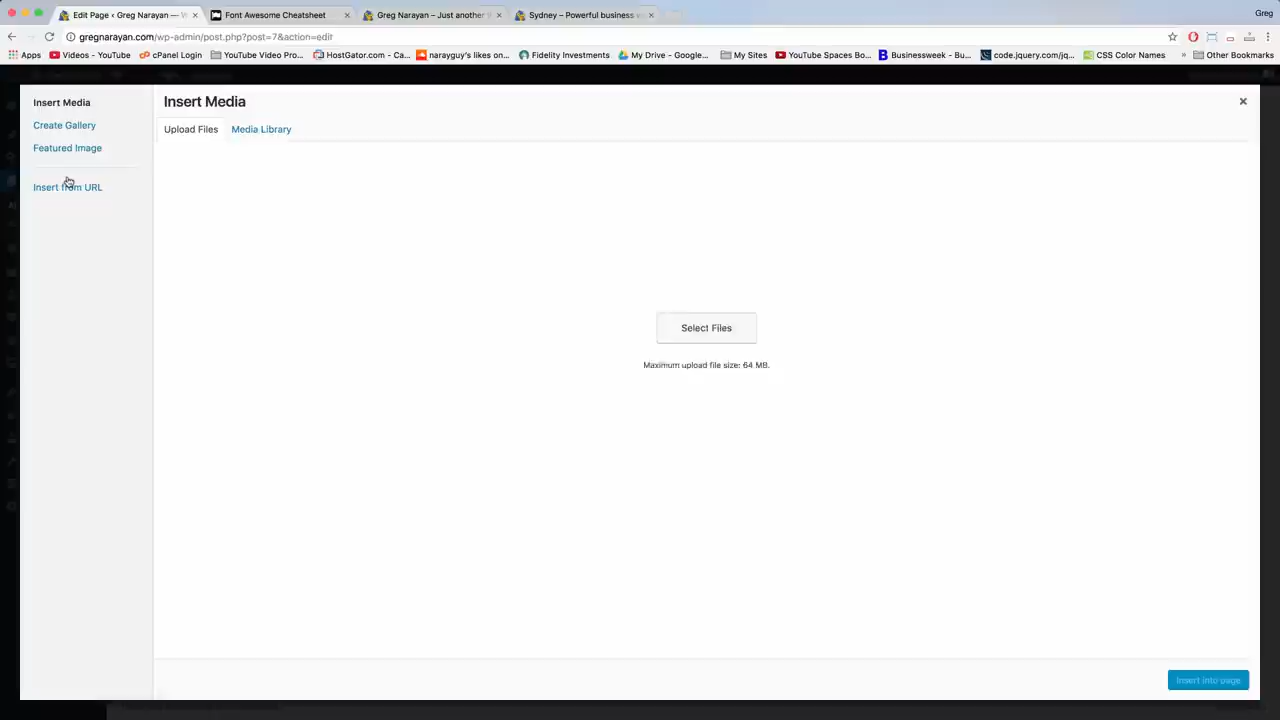 Edit Page ‹ Greg Narayan — W
Font Awesome Cheatsheet
Greg Narayan – Just another
Sydney – Powerful business
Greg
gregnarayan.com/wp-admin/post.php?post=7&action=edit
Apps Videos - YouTube cPanel Login YouTube Video Pro... HostGator.com - Ca... narayguy's likes on... Fidelity Investments My Drive - Google... My Sites YouTube Spaces Bo... Businessweek - Bu... code.jquery.com/jq... CSS Color Names » Other Bookmarks
Insert Media
Create Gallery
Featured Image
Insert from URL
Insert Media
Upload Files Media Library
Select Files
Maximum upload file size: 64 MB.
Insert into page